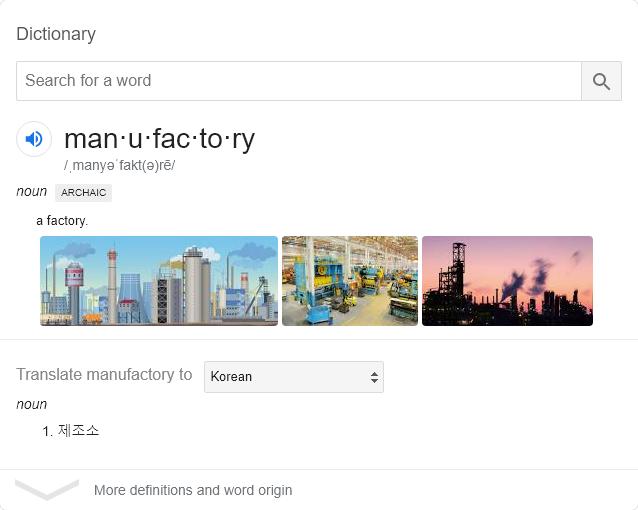 Dictionary
Search for a word
man·u·fac·to·ry
/ˌmanyəˈfakt(ə)rē/
noun ARCHAIC
a factory.
Translate manufactory to Korean
noun
1. 제조소
More definitions and word origin